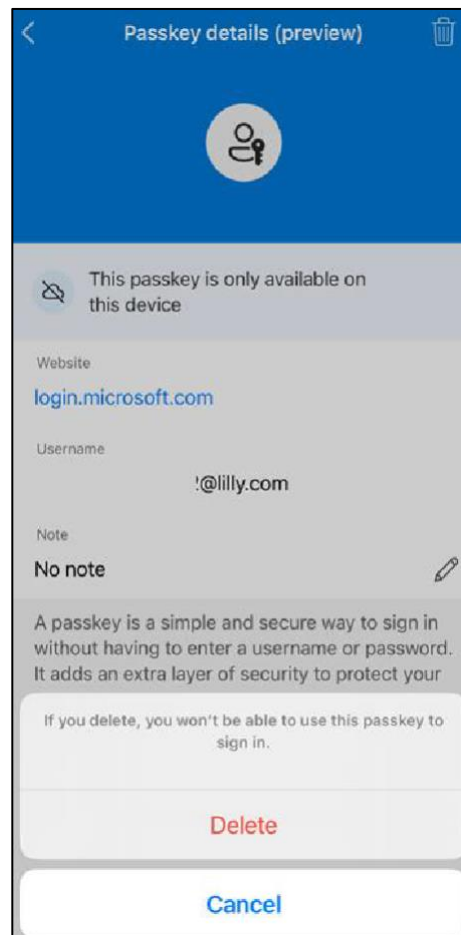 Passkey details (preview)
This passkey is only available on
this device
Website
login.microsoft.com
Username
@lilly.com
Note
No note
A passkey is a simple and secure way to sign in
without having to enter a username or password.
It adds an extra layer of security to protect your
If you delete, you won't be able to use this passkey to
sign in.
Delete
Cancel